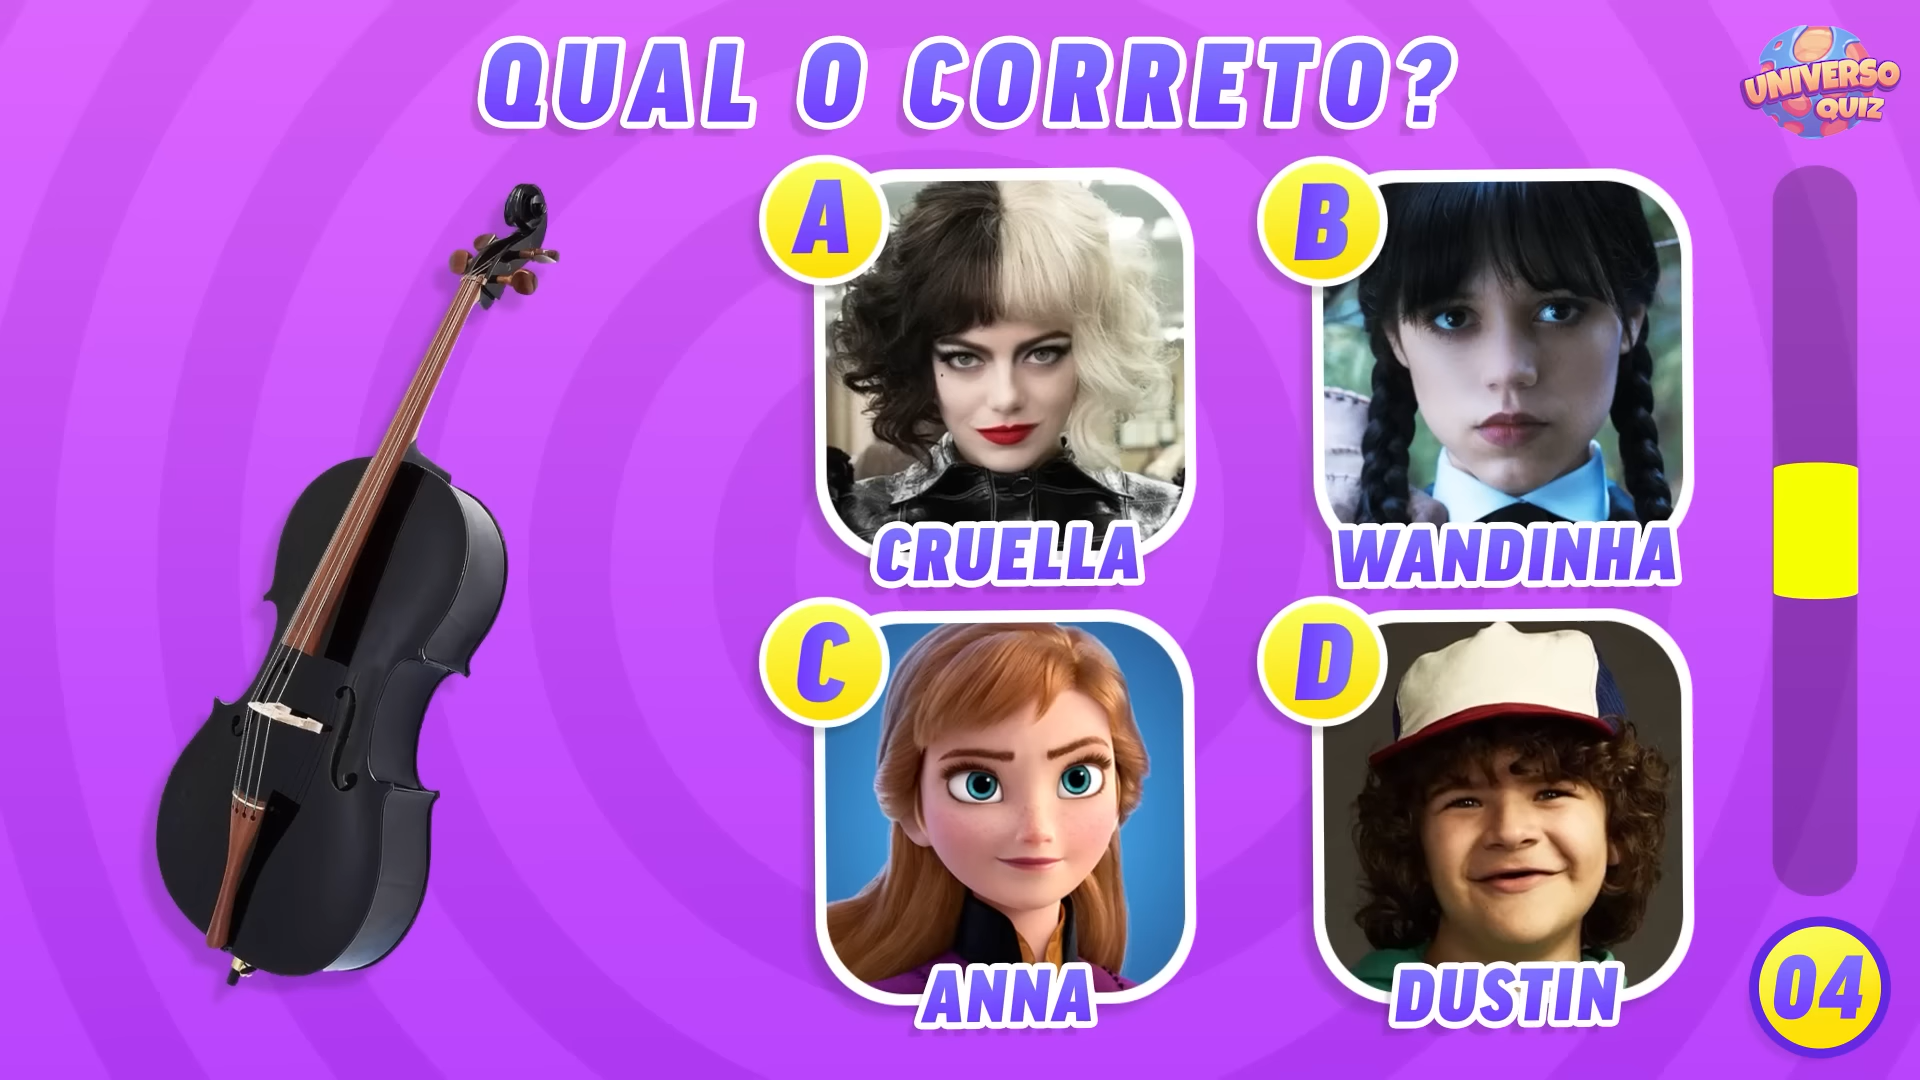 QUAL O CORRETO?
UNIVERSO
QUIZ
A
CRUELLA
B
WANDINHA
C
ANNA
D
DUSTIN
04